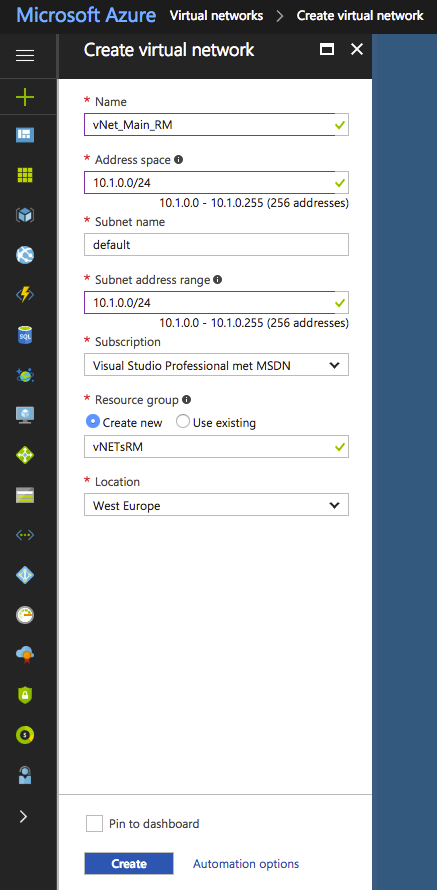 Microsoft Azure Virtual networks > Create virtual network
Create virtual network
* Name
vNet_Main_RM
* Address space
10.1.0.0/24
10.1.0.0 - 10.1.0.255 (256 addresses)
* Subnet name
default
* Subnet address range
10.1.0.0/24
10.1.0.0 - 10.1.0.255 (256 addresses)
* Subscription
Visual Studio Professional met MSDN
* Resource group
Create new Use existing
vNETsRM
* Location
West Europe
SQL
Pin to dashboard
Create Automation options